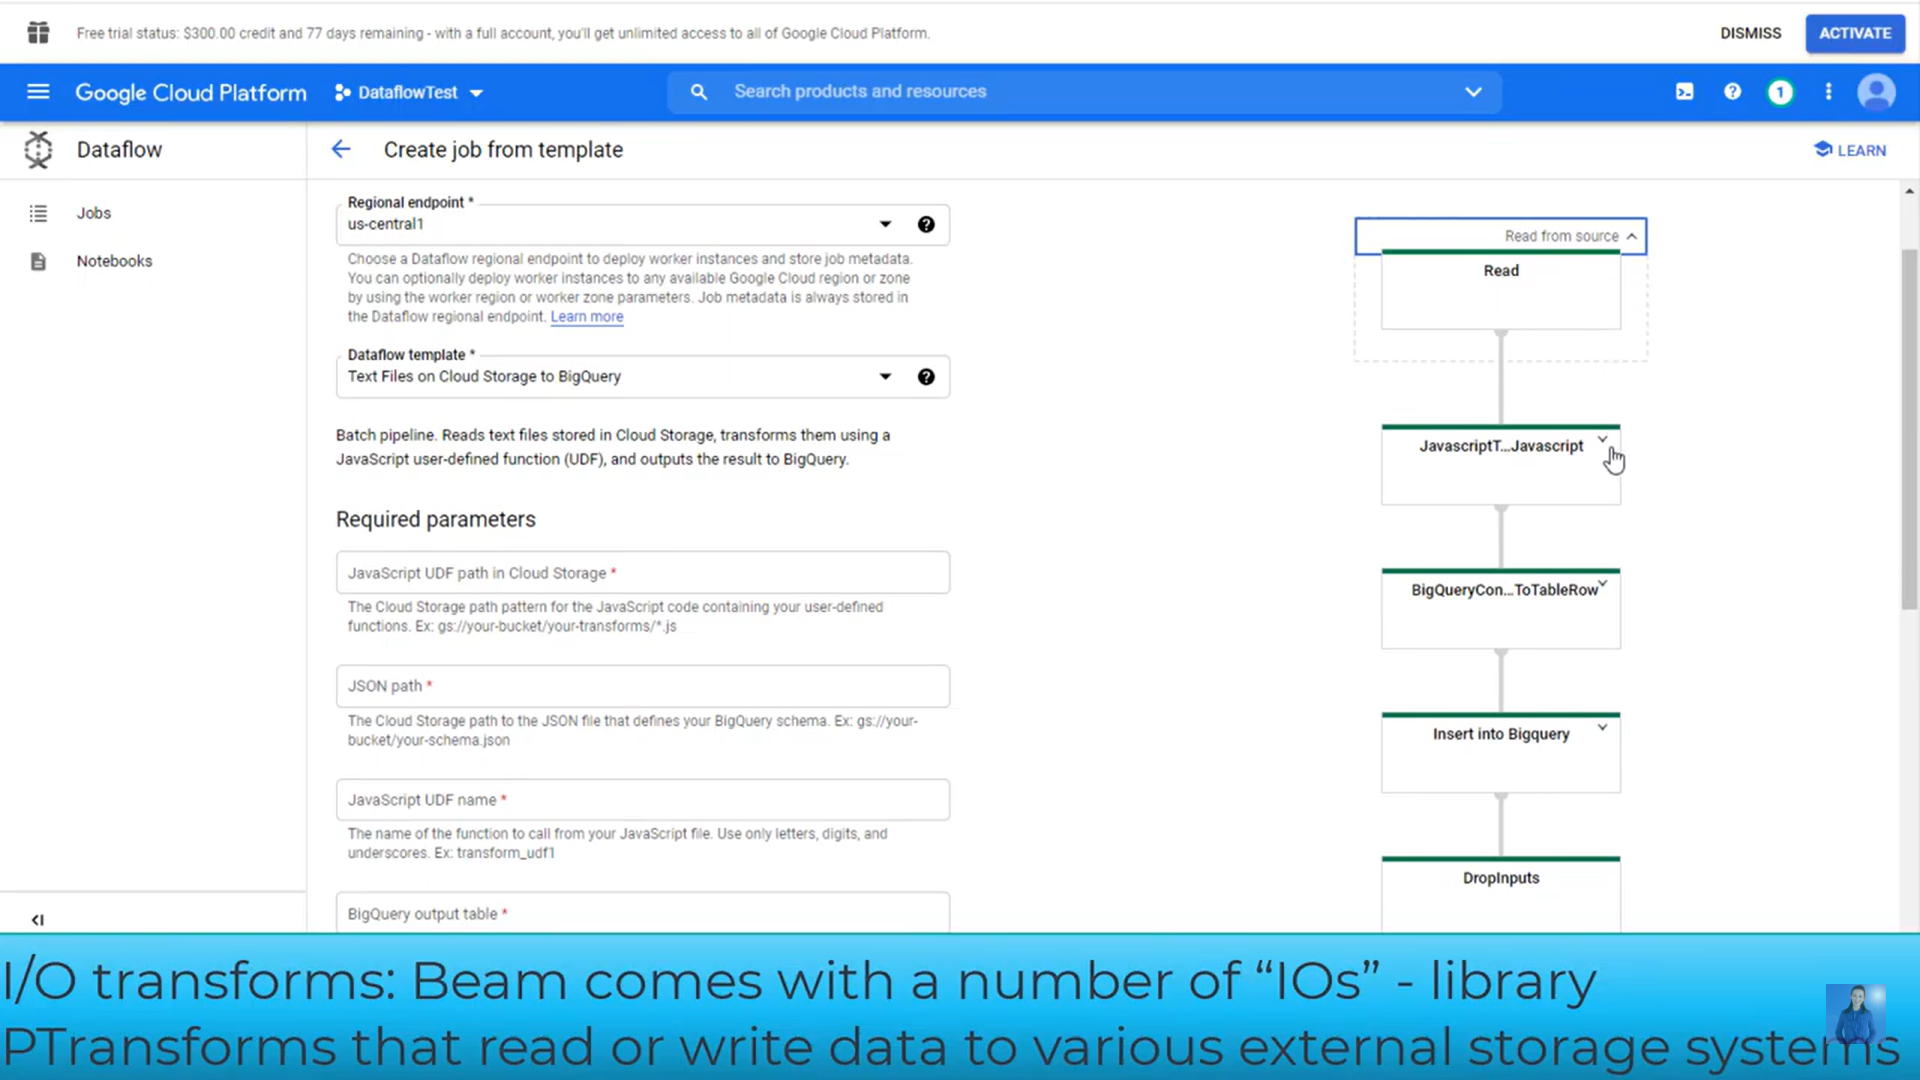 Free trial status: $300.00 credit and 77 days remaining - with a full account, you'll get unlimited access to all of Google Cloud Platform.
DISMISS
ACTIVATE
Google Cloud Platform
DataflowTest
Search products and resources
1
Dataflow
Create job from template
LEARN
Jobs
Notebooks
Regional endpoint *
us-central1
Choose a Dataflow regional endpoint to deploy worker instances and store job metadata.
You can optionally deploy worker instances to any available Google Cloud region or zone
by using the worker region or worker zone parameters. Job metadata is always stored in
the Dataflow regional endpoint. Learn more
Dataflow template *
Text Files on Cloud Storage to BigQuery
Batch pipeline. Reads text files stored in Cloud Storage, transforms them using a
JavaScript user-defined function (UDF), and outputs the result to BigQuery.
Required parameters
JavaScript UDF path in Cloud Storage *
The Cloud Storage path pattern for the JavaScript code containing your user-defined
functions. Ex: gs://your-bucket/your-transforms/*.js
JSON path *
The Cloud Storage path to the JSON file that defines your BigQuery schema. Ex: gs://your-
bucket/your-schema.json
JavaScript UDF name *
The name of the function to call from your JavaScript file. Use only letters, digits, and
underscores. Ex: transform_udf1
BigQuery output table *
Read from source
Read
JavascriptT...Javascript
BigQueryCon...ToTableRow
Insert into Bigquery
DropInputs
I/O transforms: Beam comes with a number of “IOs” - library
PTransforms that read or write data to various external storage systems